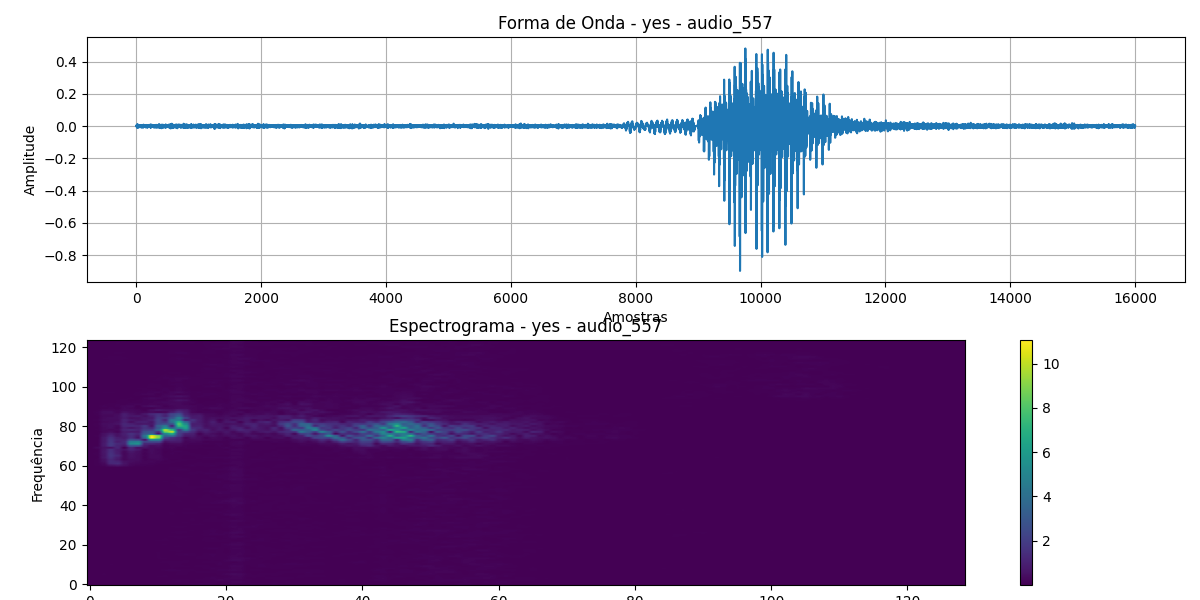 Forma de Onda - yes - audio_557
Amplitude
0.4
0.2
0.0
−0.2
−0.4
−0.6
−0.8
0 2000 4000 6000 8000 10000 12000 14000 16000
Amostras
Espectrograma - yes - audio_557
Frequência
120
100
80
60
40
20
0
0 20 40 60 80 100 120
10
8
6
4
2